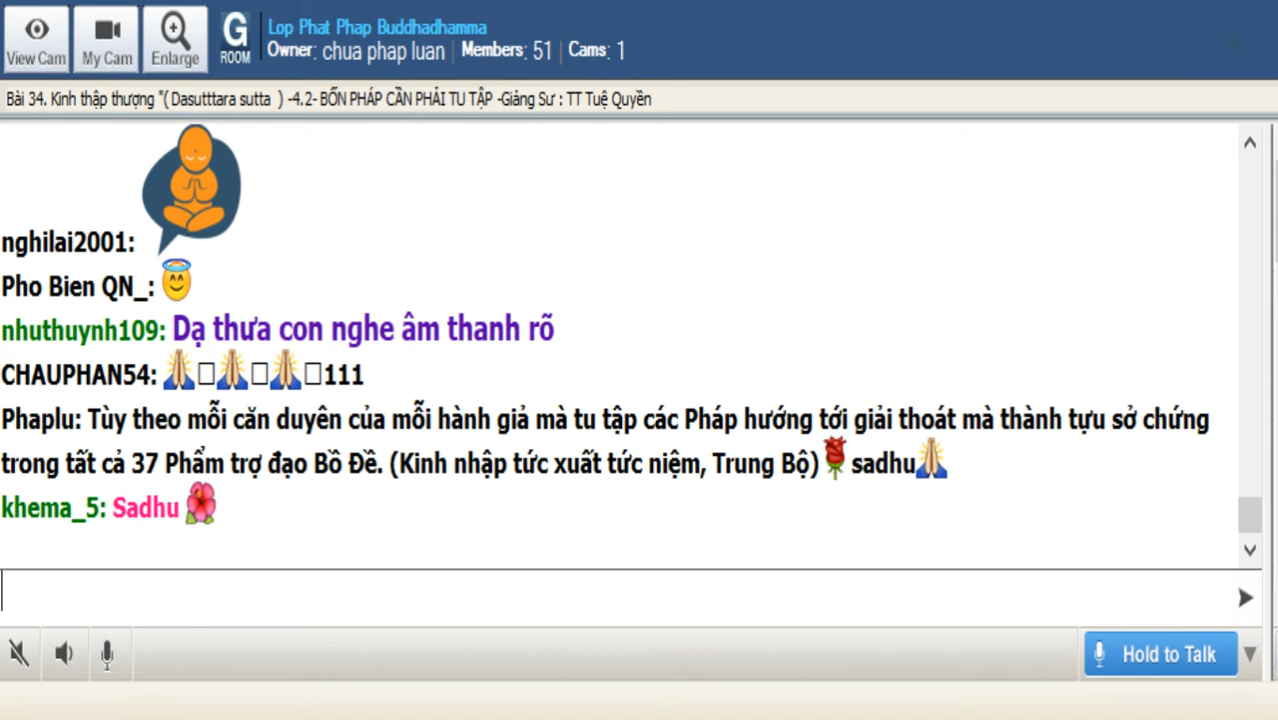 View Cam
My Cam
Enlarge
G
ROOM
Lop Phat Phap Buddhadhamma
Owner: chua phap luan | Members: 51 | Cams: 1
Bài 34. Kinh thập thượng "( Dasutttara sutta ) -4.2- BỐN PHÁP CẦN PHẢI TU TẬP -Giảng Sư : TT Tuệ Quyền
nghilai2001:
Pho Bien QN_: 😇
nhuthuynh109: Dạ thưa con nghe âm thanh rõ
CHAUPHAN54: 🙏□🙏□🙏□111
Phaplu: Tùy theo mỗi căn duyên của mỗi hành giả mà tu tập các Pháp hướng tới giải thoát mà thành tựu sở chứng
trong tất cả 37 Phẩm trợ đạo Bồ Đề. (Kinh nhập tức xuất tức niệm, Trung Bộ)🌹sadhu🙏
khema_5: Sadhu 🌺
Hold to Talk